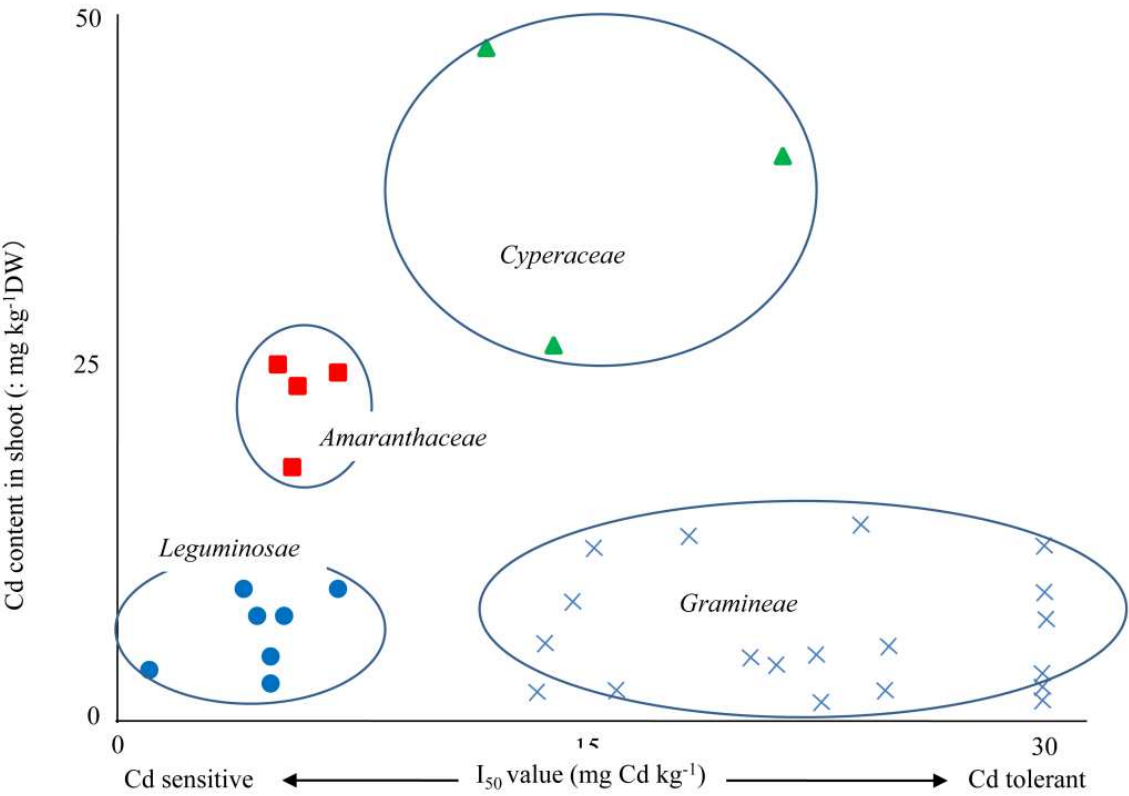 50
Cyperaceae
Cd content in shoot (: mg kg-1DW)
25
Amaranthaceae
Leguminosae
Gramineae
0
0 15 30
Cd sensitive I50 value (mg Cd kg-1) Cd tolerant